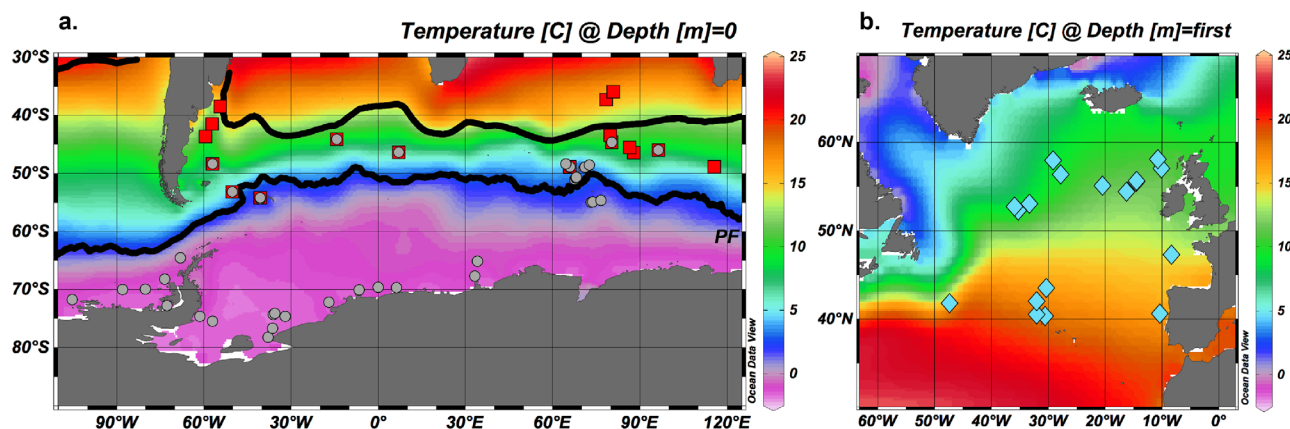 a.
Temperature [C] @ Depth [m]=0
30°S
40°S
50°S
60°S
70°S
80°S
90°W
60°W
30°W
0°E
30°E
60°E
90°E
120°E
PF
Ocean Data View
25
20
15
10
5
0
b.
Temperature [C] @ Depth [m]=first
60°N
50°N
40°N
60°W
50°W
40°W
30°W
20°W
10°W
0°
Ocean Data View
25
20
15
10
5
0